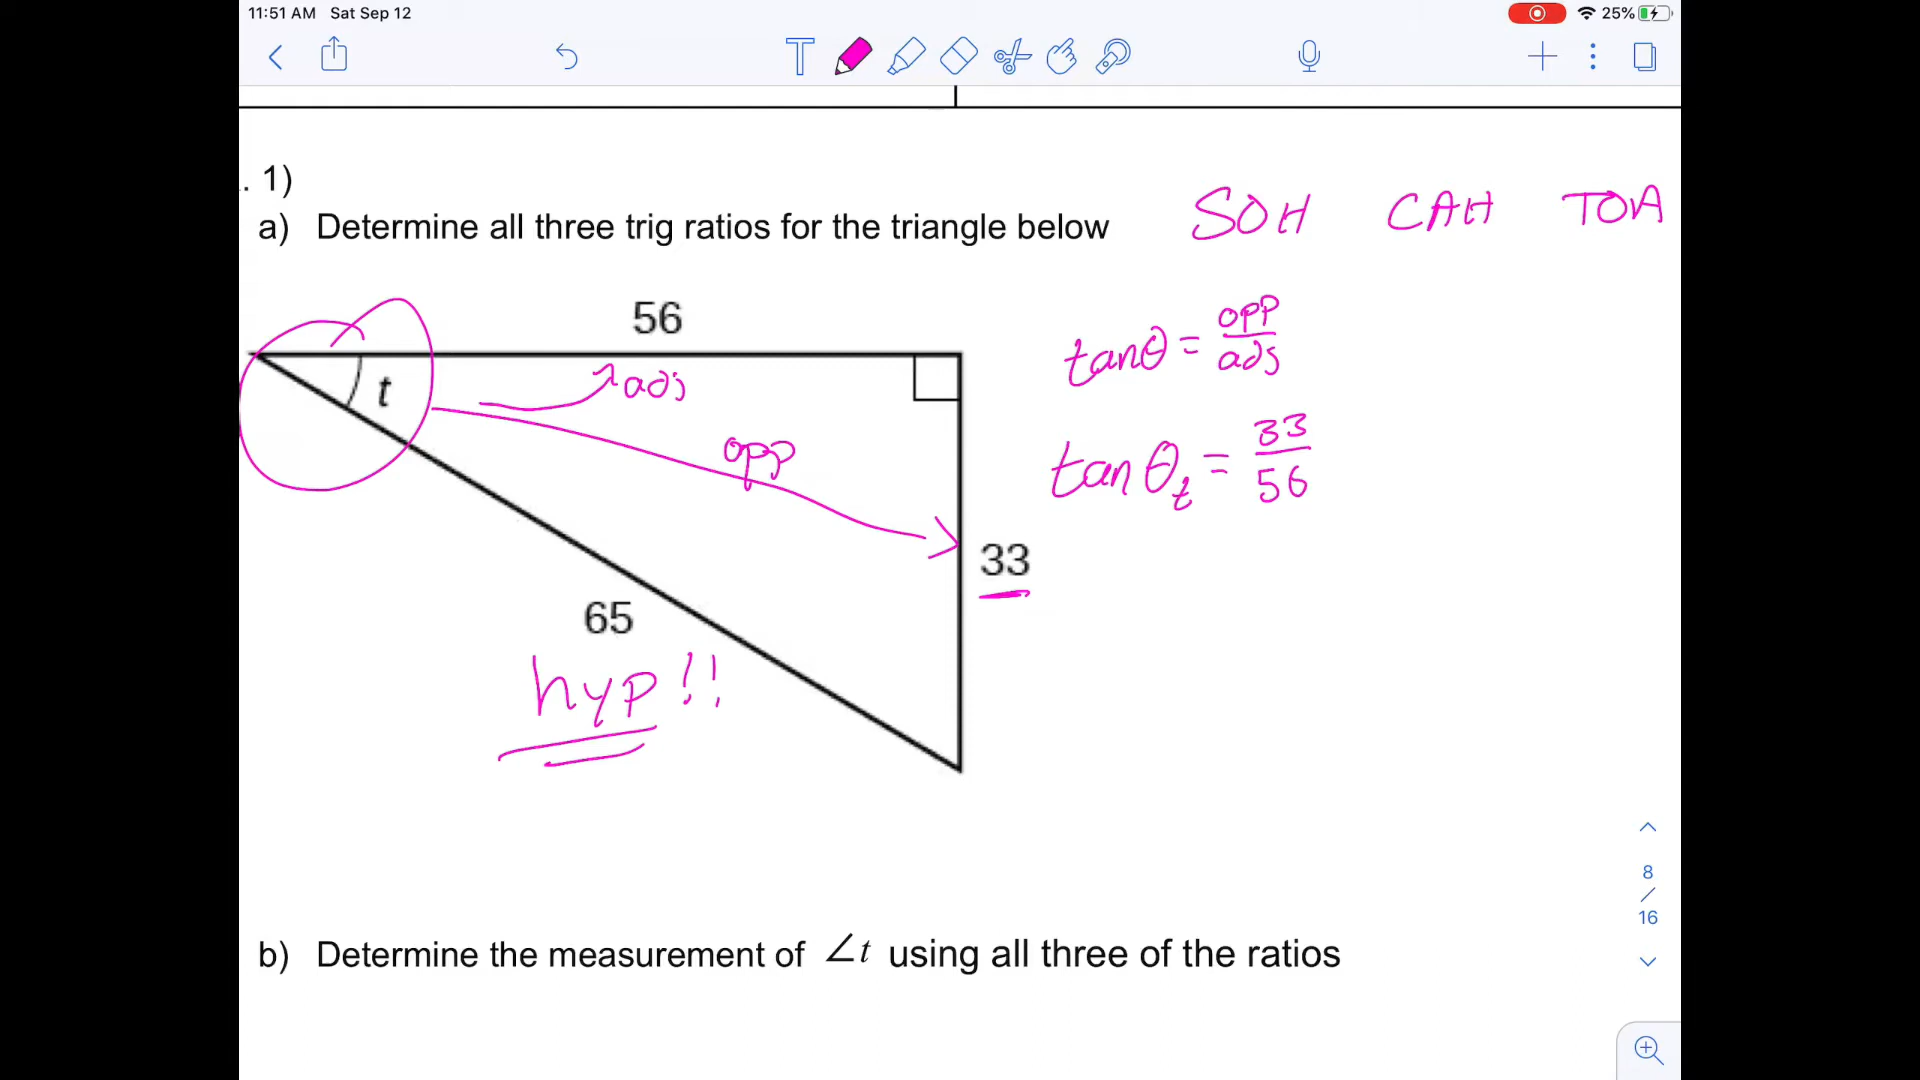 11:51 AM Sat Sep 12
25%
T
. 1)
a) Determine all three trig ratios for the triangle below
SOH CAH TOA
56
t
adj
opp
33
65
hyp!!
tanθ = opp/adj
tan θt = 33/56
8
/
16
b) Determine the measurement of ∠t using all three of the ratios